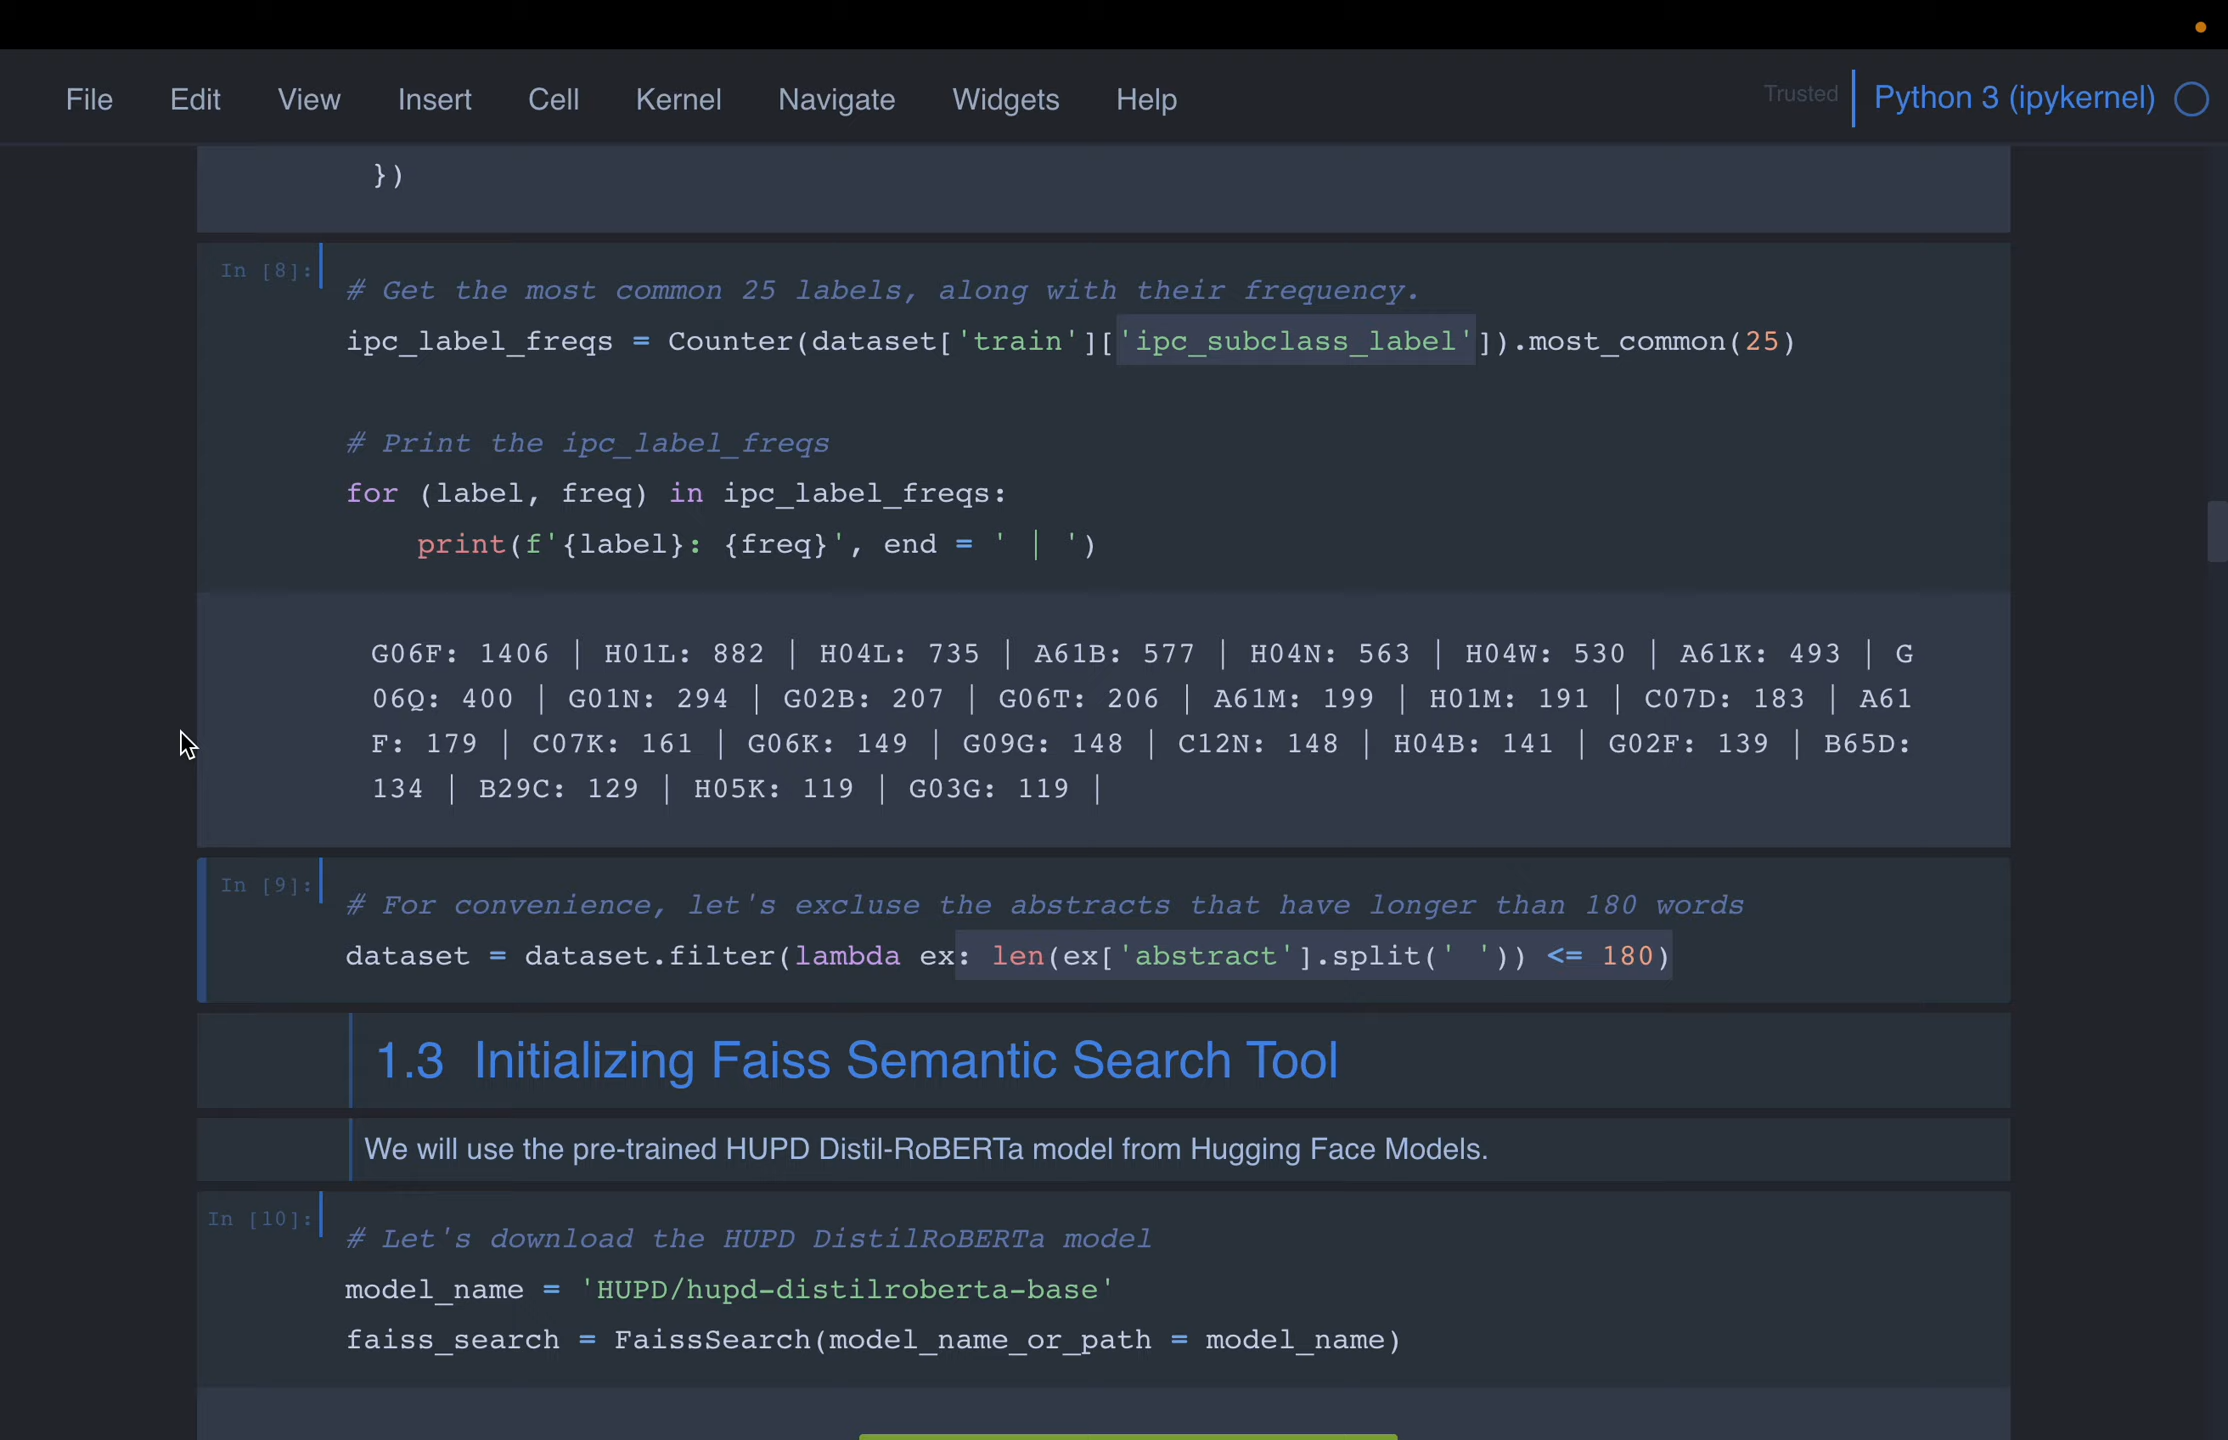 File Edit View Insert Cell Kernel Navigate Widgets Help Trusted Python 3 (ipykernel)
})
In [8]:
# Get the most common 25 labels, along with their frequency.
ipc_label_freqs = Counter(dataset['train']['ipc_subclass_label']).most_common(25)
# Print the ipc_label_freqs
for (label, freq) in ipc_label_freqs:
print(f'{label}: {freq}', end = ' | ')
G06F: 1406 | H01L: 882 | H04L: 735 | A61B: 577 | H04N: 563 | H04W: 530 | A61K: 493 | G
06Q: 400 | G01N: 294 | G02B: 207 | G06T: 206 | A61M: 199 | H01M: 191 | C07D: 183 | A61
F: 179 | C07K: 161 | G06K: 149 | G09G: 148 | C12N: 148 | H04B: 141 | G02F: 139 | B65D:
134 | B29C: 129 | H05K: 119 | G03G: 119 |
In [9]:
# For convenience, let's excluse the abstracts that have longer than 180 words
dataset = dataset.filter(lambda ex: len(ex['abstract'].split(' ')) <= 180)
1.3 Initializing Faiss Semantic Search Tool
We will use the pre-trained HUPD Distil-RoBERTa model from Hugging Face Models.
In [10]:
# Let's download the HUPD DistilRoBERTa model
model_name = 'HUPD/hupd-distilroberta-base'
faiss_search = FaissSearch(model_name_or_path = model_name)